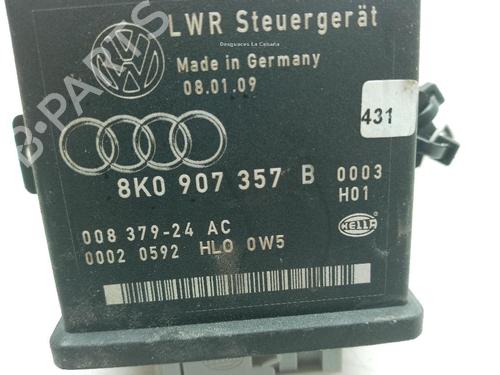 B-PARTS
LWR Steuergerät
Desguaces La Cabaña
Made in Germany
08.01.09
431
8K0 907 357 B 0003
H01
008 379-24 AC
0002 0592 HLO 0W5
HELLA